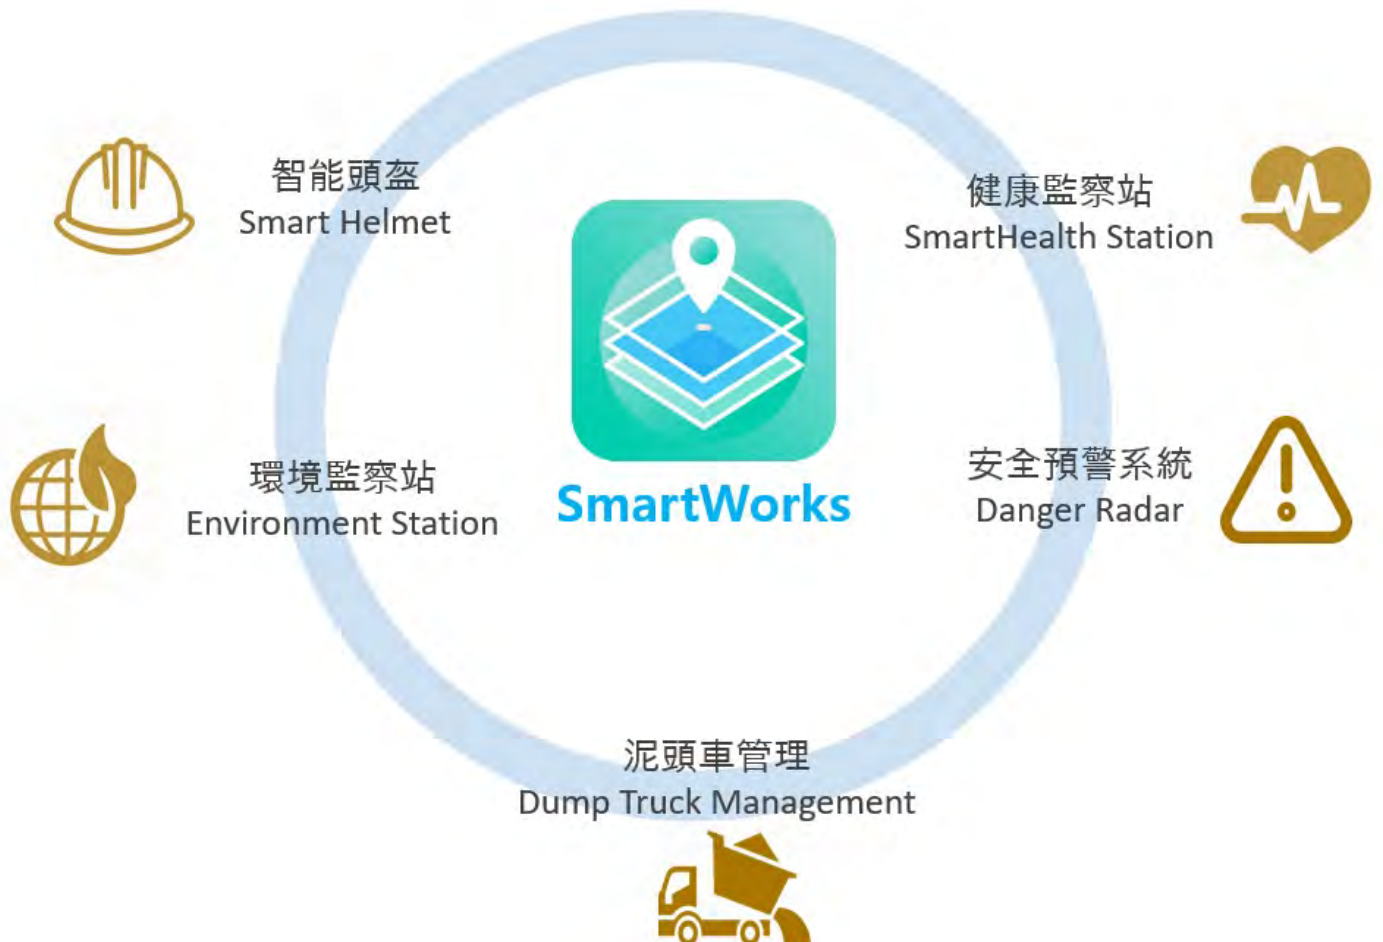 智能頭盔
Smart Helmet
健康監察站
SmartHealth Station
環境監察站
Environment Station
SmartWorks
安全預警系統
Danger Radar
泥頭車管理
Dump Truck Management